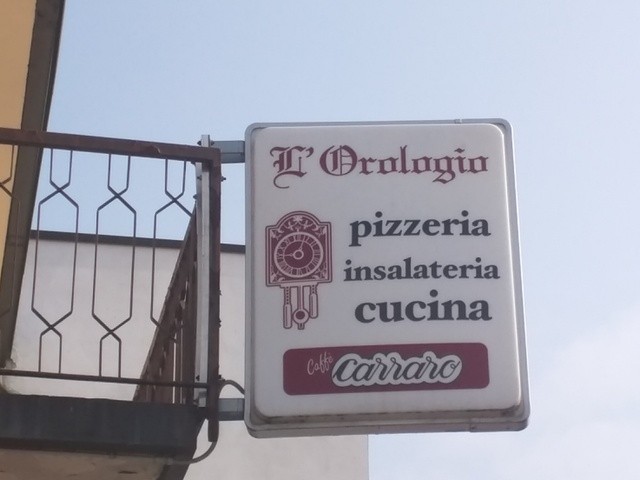 L'Orologio
pizzeria
insalateria
cucina
Caffè Carraro